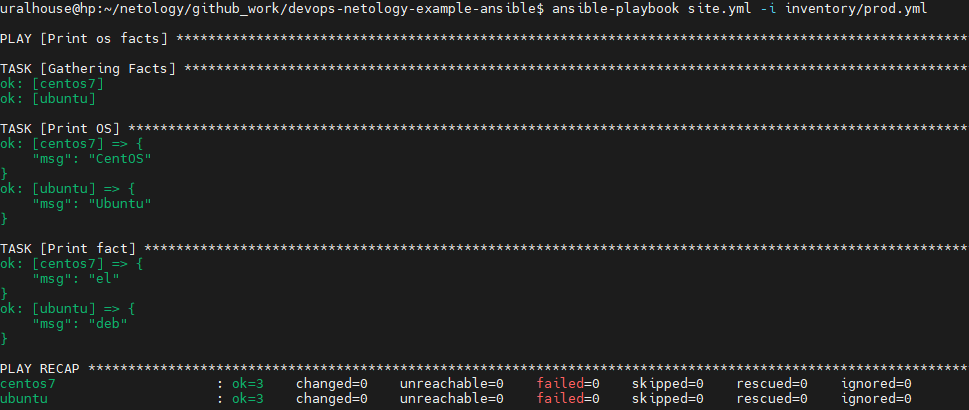 uralhouse@hp:~/netology/github_work/devops-netology-example-ansible$ ansible-playbook site.yml -i inventory/prod.yml
PLAY [Print os facts] ***************************************************************************************************
TASK [Gathering Facts] **************************************************************************************************
ok: [centos7]
ok: [ubuntu]
TASK [Print OS] *********************************************************************************************************
ok: [centos7] => {
    "msg": "CentOS"
}
ok: [ubuntu] => {
    "msg": "Ubuntu"
}
TASK [Print fact] *******************************************************************************************************
ok: [centos7] => {
    "msg": "el"
}
ok: [ubuntu] => {
    "msg": "deb"
}
PLAY RECAP **************************************************************************************************************
centos7                    : ok=3    changed=0    unreachable=0    failed=0    skipped=0    rescued=0    ignored=0
ubuntu                     : ok=3    changed=0    unreachable=0    failed=0    skipped=0    rescued=0    ignored=0